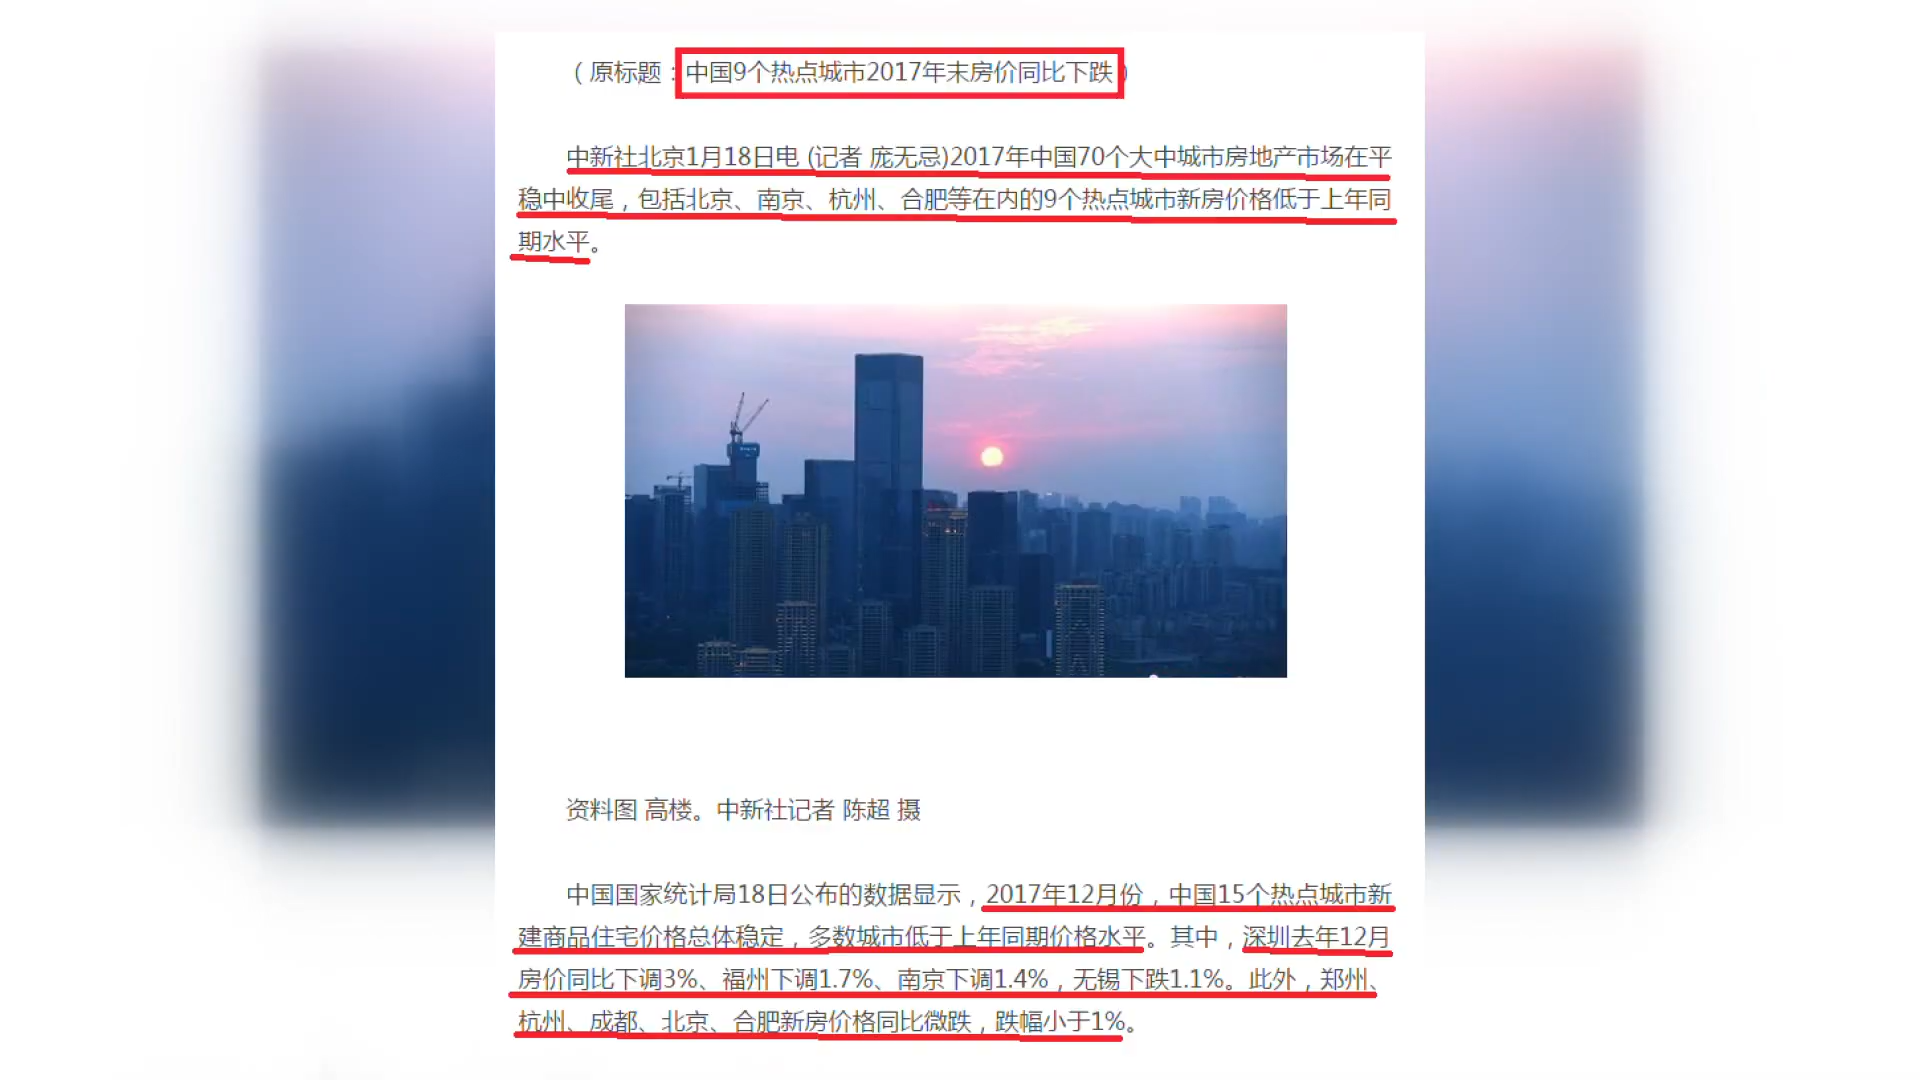 （原标题：中国9个热点城市2017年末房价同比下跌）
中新社北京1月18日电 (记者 庞无忌)2017年中国70个大中城市房地产市场在平
稳中收尾，包括北京、南京、杭州、合肥等在内的9个热点城市新房价格低于上年同
期水平。
资料图 高楼。中新社记者 陈超 摄
中国国家统计局18日公布的数据显示，2017年12月份，中国15个热点城市新
建商品住宅价格总体稳定，多数城市低于上年同期价格水平。其中，深圳去年12月
房价同比下调3%、福州下调1.7%、南京下调1.4%，无锡下跌1.1%。此外，郑州、
杭州、成都、北京、合肥新房价格同比微跌，跌幅小于1%。